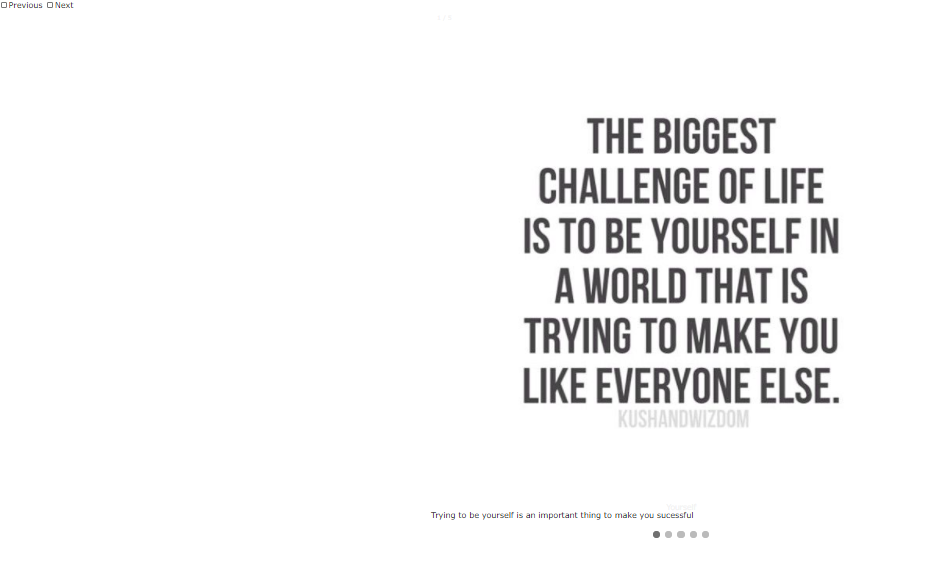 Previous Next
THE BIGGEST
CHALLENGE OF LIFE
IS TO BE YOURSELF IN
A WORLD THAT IS
TRYING TO MAKE YOU
LIKE EVERYONE ELSE.
KUSHANDWIZDOM
Trying to be yourself is an important thing to make you sucessful